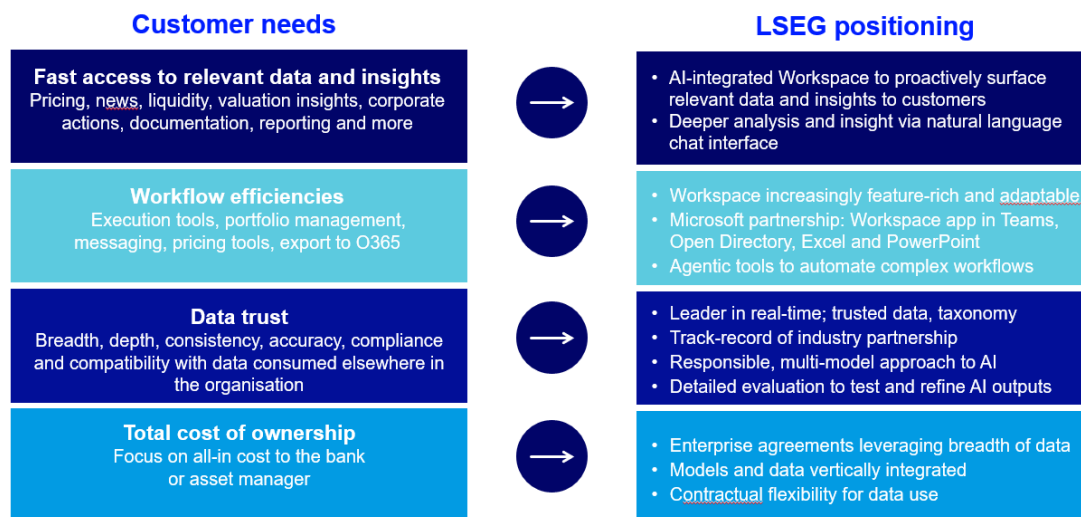 Customer needs
LSEG positioning
Fast access to relevant data and insights
Pricing, news, liquidity, valuation insights, corporate
actions, documentation, reporting and more
• AI-integrated Workspace to proactively surface
relevant data and insights to customers
• Deeper analysis and insight via natural language
chat interface
Workflow efficiencies
Execution tools, portfolio management,
messaging, pricing tools, export to O365
• Workspace increasingly feature-rich and adaptable
• Microsoft partnership: Workspace app in Teams,
Open Directory, Excel and PowerPoint
• Agentic tools to automate complex workflows
Data trust
Breadth, depth, consistency, accuracy, compliance
and compatibility with data consumed elsewhere in
the organisation
• Leader in real-time; trusted data, taxonomy
• Track-record of industry partnership
• Responsible, multi-model approach to AI
• Detailed evaluation to test and refine AI outputs
Total cost of ownership
Focus on all-in cost to the bank
or asset manager
• Enterprise agreements leveraging breadth of data
• Models and data vertically integrated
• Contractual flexibility for data use